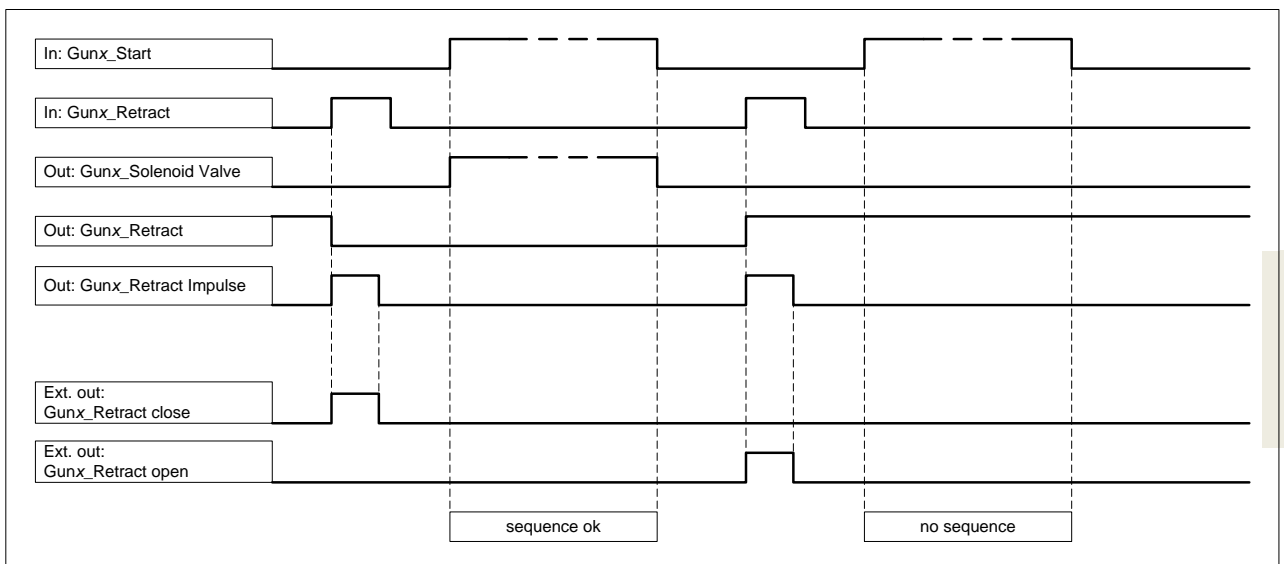 In: Gunx_Start
In: Gunx_Retract
Out: Gunx_Solenoid Valve
Out: Gunx_Retract
Out: Gunx_Retract Impulse
Ext. out:
Gunx_Retract close
Ext. out:
Gunx_Retract open
sequence ok
no sequence